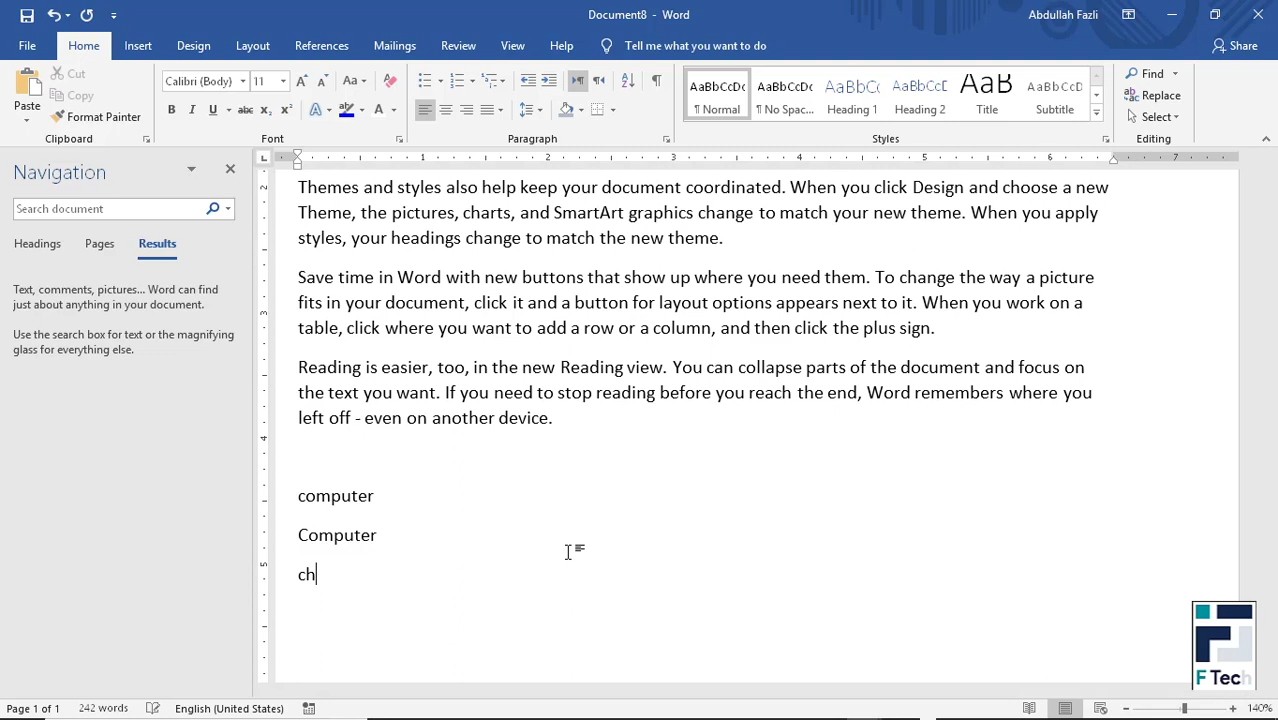 Document8 - Word
Abdullah Fazli
File Home Insert Design Layout References Mailings Review View Help Tell me what you want to do Share
Paste
Cut
Copy
Format Painter
Clipboard
Calibri (Body) 11
Font
Paragraph
AaBbCcDc AaBbCcDc AaBbCc AaBbCcD AaB AaBbCcD
¶ Normal ¶ No Spac... Heading 1 Heading 2 Title Subtitle
Styles
Find
Replace
Select
Editing
Navigation
Search document
Headings Pages Results
Text, comments, pictures... Word can find
just about anything in your document.
Use the search box for text or the magnifying
glass for everything else.
1 2 3 4 5 6 7
2
3
4
5
Themes and styles also help keep your document coordinated. When you click Design and choose a new
Theme, the pictures, charts, and SmartArt graphics change to match your new theme. When you apply
styles, your headings change to match the new theme.
Save time in Word with new buttons that show up where you need them. To change the way a picture
fits in your document, click it and a button for layout options appears next to it. When you work on a
table, click where you want to add a row or a column, and then click the plus sign.
Reading is easier, too, in the new Reading view. You can collapse parts of the document and focus on
the text you want. If you need to stop reading before you reach the end, Word remembers where you
left off - even on another device.
computer
Computer
ch
F Tech
Page 1 of 1 242 words English (United States) 140%